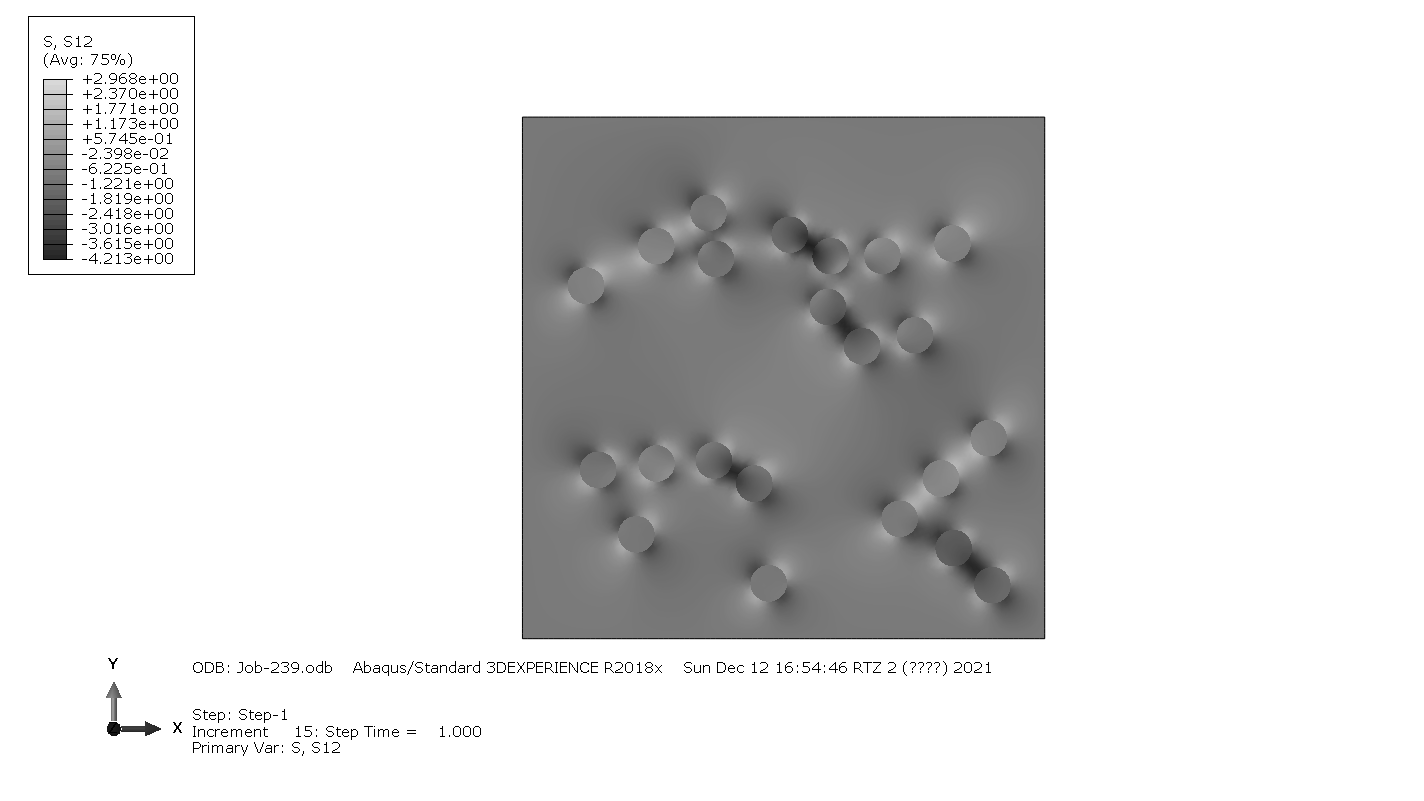 S, S12
(Avg: 75%)
+2.968e+00
+2.370e+00
+1.771e+00
+1.173e+00
+5.745e-01
-2.398e-02
-6.225e-01
-1.221e+00
-1.819e+00
-2.418e+00
-3.016e+00
-3.615e+00
-4.213e+00
Y
X
ODB: Job-239.odb    Abaqus/Standard 3DEXPERIENCE R2018x    Sun Dec 12 16:54:46 RTZ 2 (????) 2021
Step: Step-1
Increment    15: Step Time =    1.000
Primary Var: S, S12